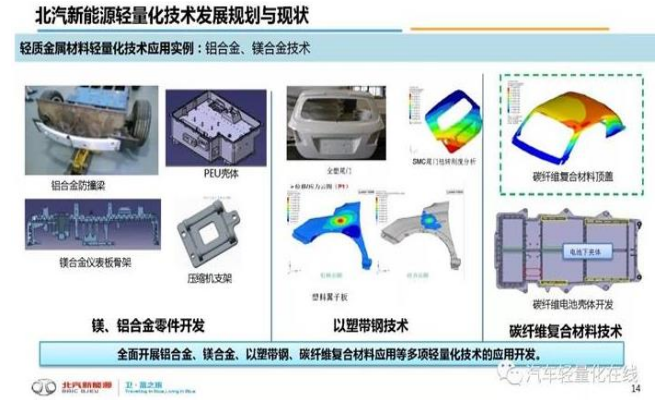 北汽新能源轻量化技术发展规划与现状
轻质金属材料轻量化技术应用实例：铝合金、镁合金技术
铝合金防撞梁
PEU壳体
镁合金仪表板骨架
压缩机支架
镁、铝合金零件开发
全塑尾门
SMC尾门扭转刚度分析
塑料翼子板
以塑带钢技术
碳纤维复合材料顶盖
电池下壳体
碳纤维电池壳体开发
碳纤维复合材料技术
全面开展铝合金、镁合金、以塑带钢、碳纤维复合材料应用等多项轻量化技术的应用开发。
北汽新能源
BAIC BJEV
汽车轻量化在线
14